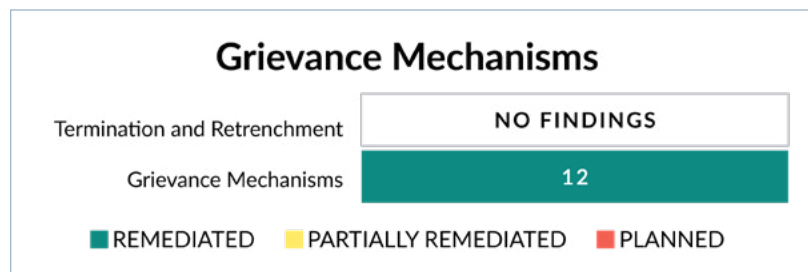 Grievance Mechanisms
Termination and Retrenchment NO FINDINGS
Grievance Mechanisms 12
REMEDIATED PARTIALLY REMEDIATED PLANNED